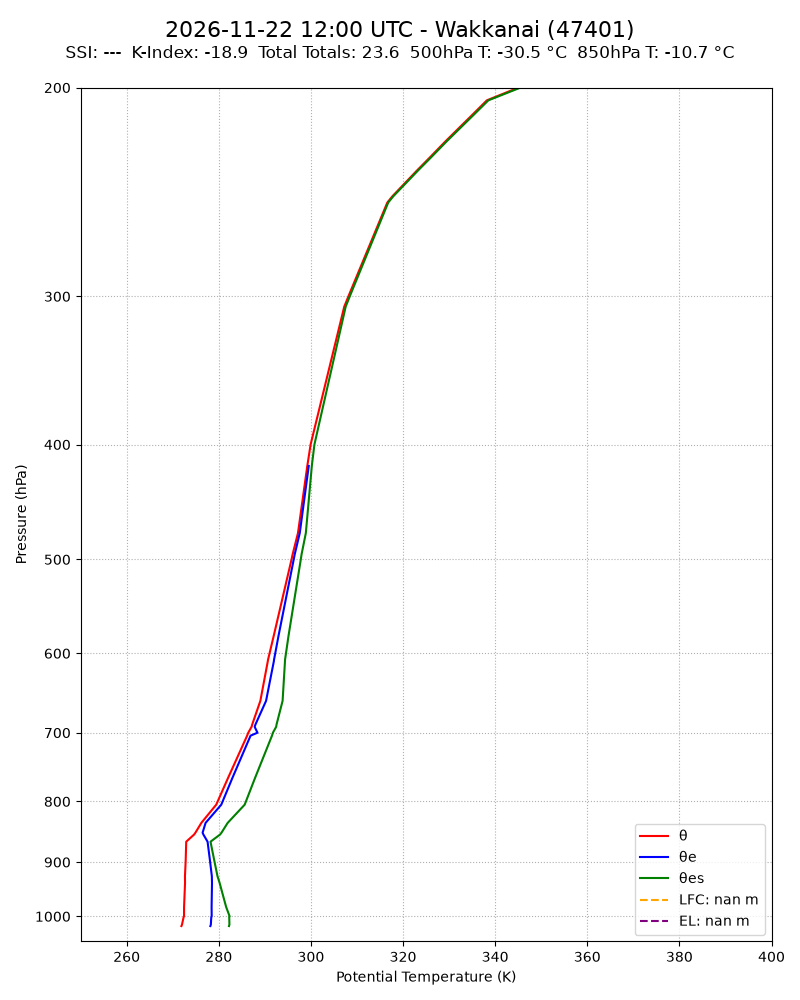 2026-11-22 12:00 UTC - Wakkanai (47401)
SSI: --- K-Index: -18.9 Total Totals: 23.6 500hPa T: -30.5 °C 850hPa T: -10.7 °C
200
300
400
500
600
700
800
900
1000
Pressure (hPa)
θ
θe
θes
LFC: nan m
EL: nan m
260 280 300 320 340 360 380 400
Potential Temperature (K)